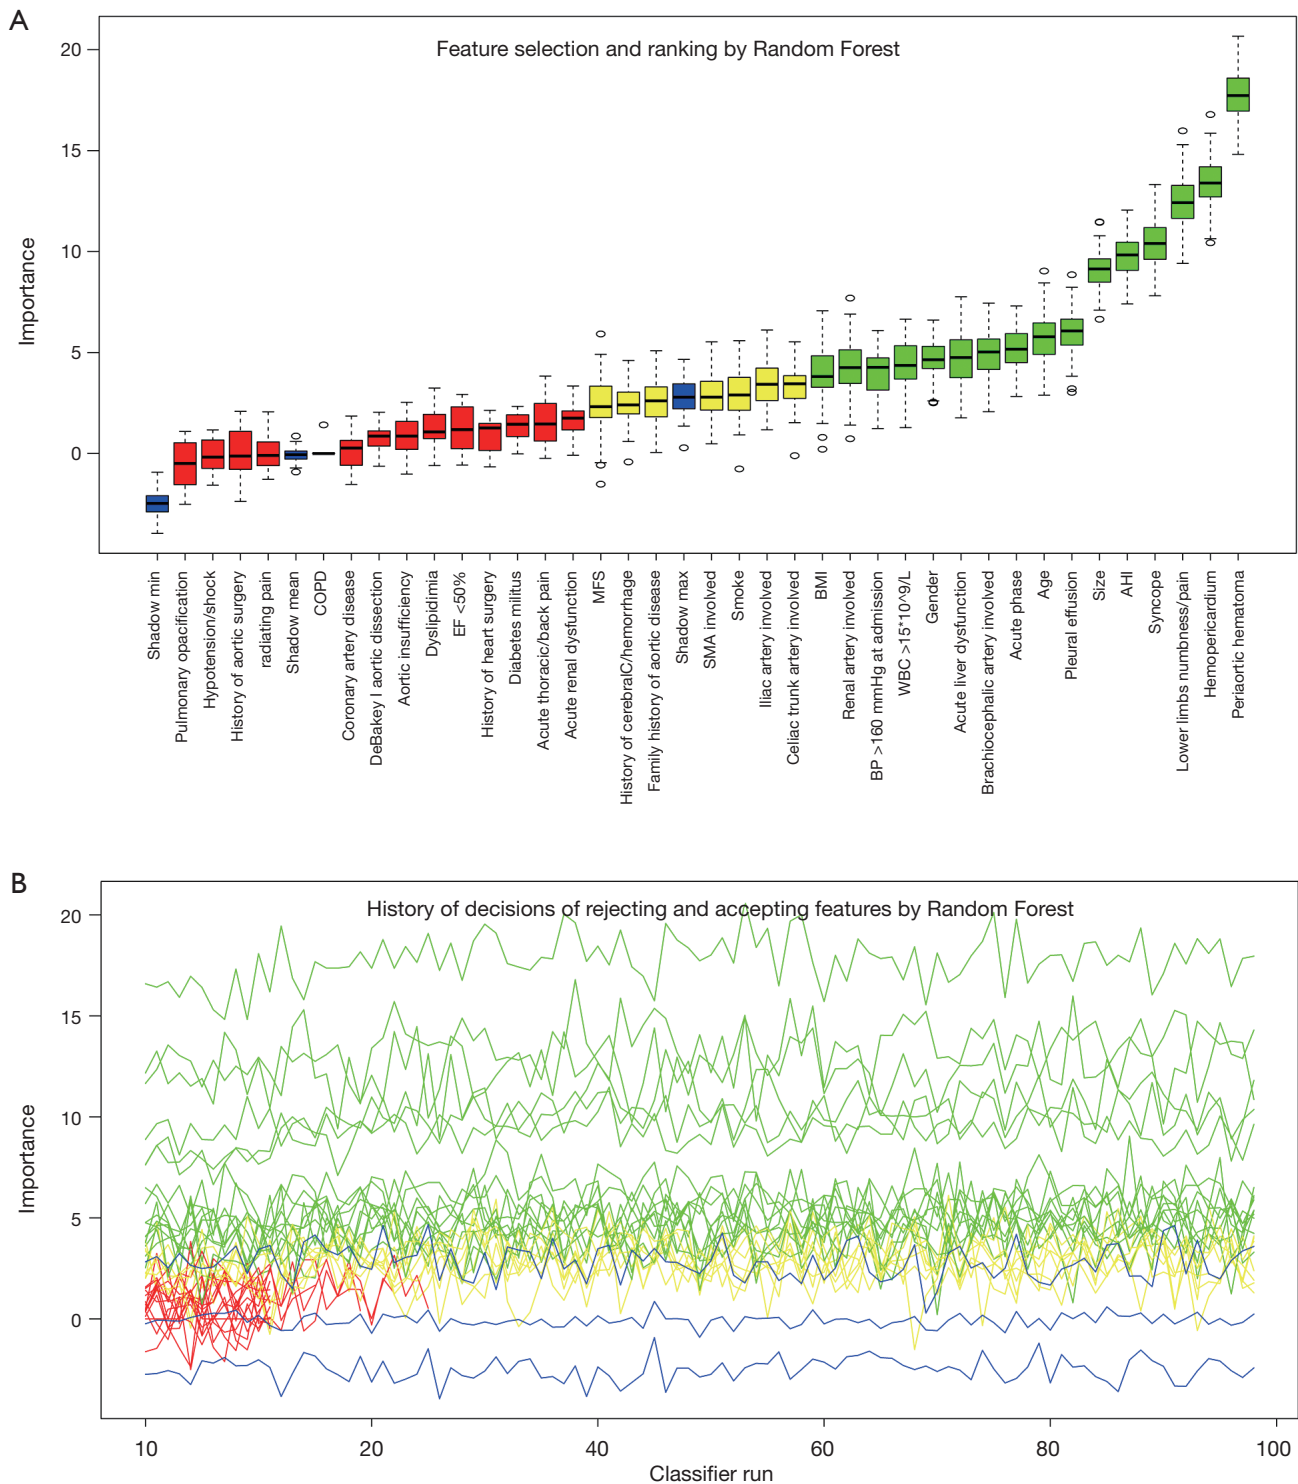 A
Feature selection and ranking by Random Forest
20
15
10
5
0
Importance
Shadow min
Pulmonary opacification
Hypotension/shock
History of aortic surgery
radiating pain
Shadow mean
COPD
Coronary artery disease
DeBakey I aortic dissection
Aortic insufficiency
Dyslipidimia
EF <50%
History of heart surgery
Diabetes militus
Acute thoracic/back pain
Acute renal dysfunction
MFS
History of cerebralC/hemorrhage
Family history of aortic disease
Shadow max
SMA involved
Smoke
Iliac artery involved
Celiac trunk artery involved
BMI
Renal artery involved
BP >160 mmHg at admission
WBC >15*10^9/L
Gender
Acute liver dysfunction
Brachiocephalic artery involved
Acute phase
Age
Pleural effusion
Size
AHI
Syncope
Lower limbs numbness/pain
Hemopericardium
Periaortic hematoma
B
History of decisions of rejecting and accepting features by Random Forest
20
15
10
5
0
Importance
10
20
40
60
80
100
Classifier run